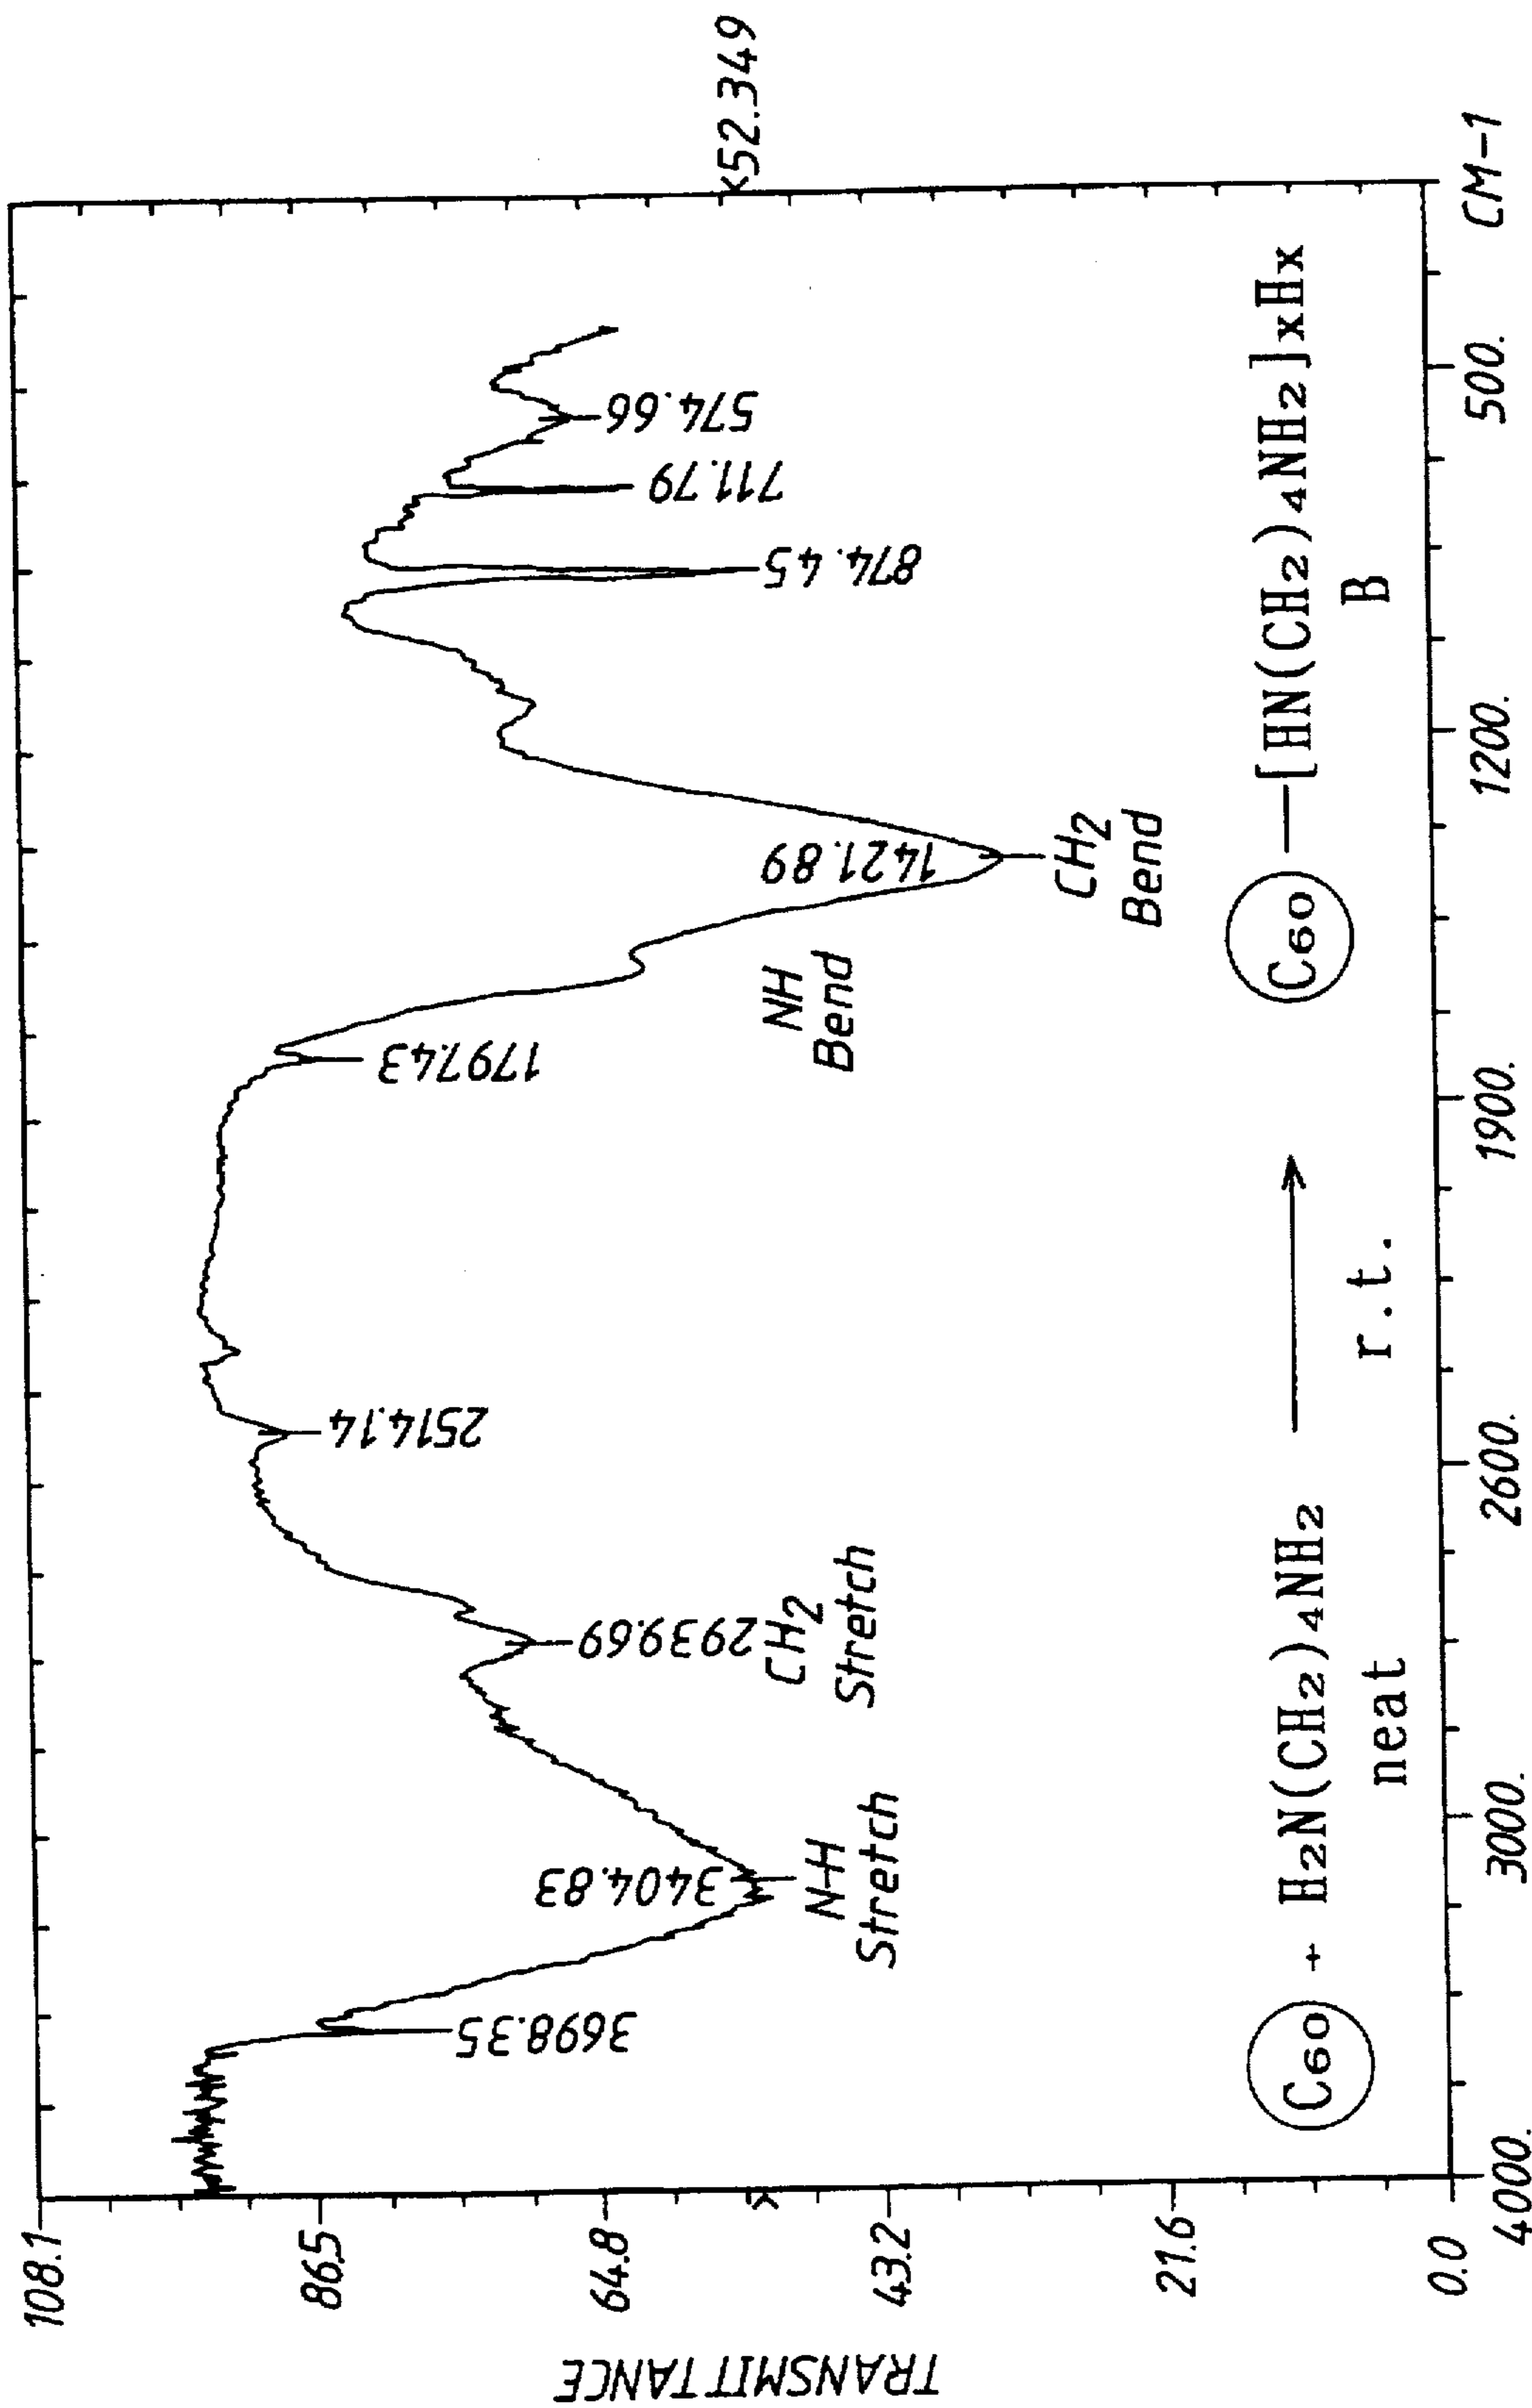 TRANSMITTANCE
108.1
86.5
64.8
43.2
21.6
0.0
4000.
3000.
2600.
1900.
1200.
500.
CM-1
×52.349
3698.35
3404.83
N-H
Stretch
2939.69
CH2
Stretch
2514.14
1797.43
NH
Bend
1421.89
CH2
Bend
874.45
711.79
574.66
C60 + H2N(CH2)4NH2 ⟶ C60 —[HN(CH2)4NH2]xHx
neat r.t. B